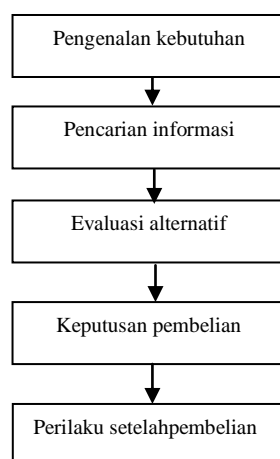 Pengenalan kebutuhan
Pencarian informasi
Evaluasi alternatif
Keputusan pembelian
Perilaku setelahpembelian